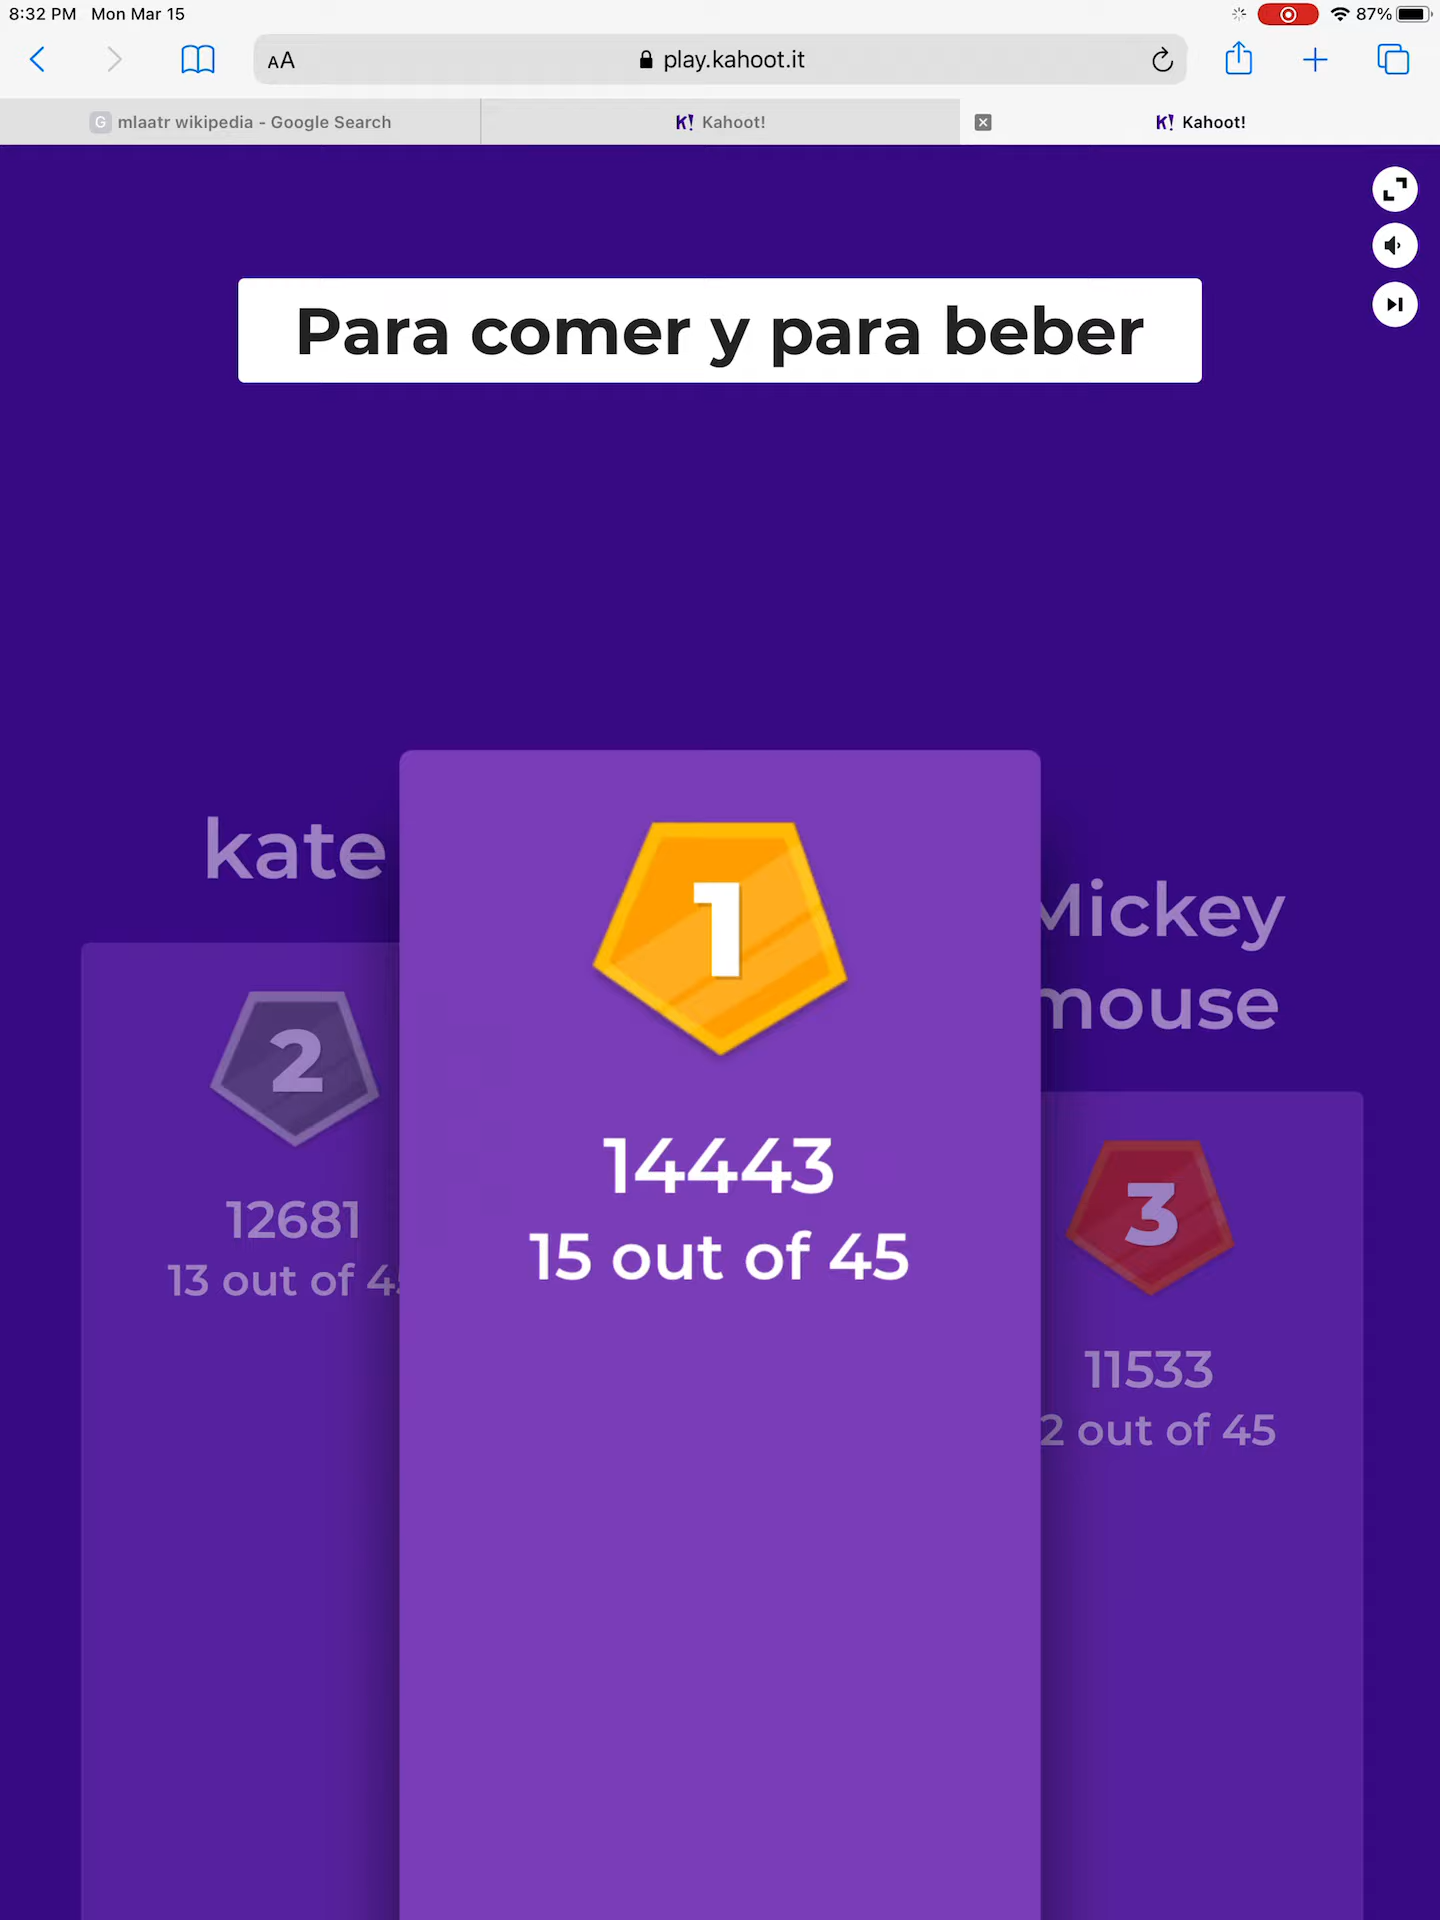 8:32 PM Mon Mar 15
87%
AA
play.kahoot.it
G mlaatr wikipedia - Google Search
K! Kahoot!
K! Kahoot!
Para comer y para beber
kate
Mickey
mouse
1
2
3
14443
15 out of 45
12681
13 out of 4
11533
2 out of 45